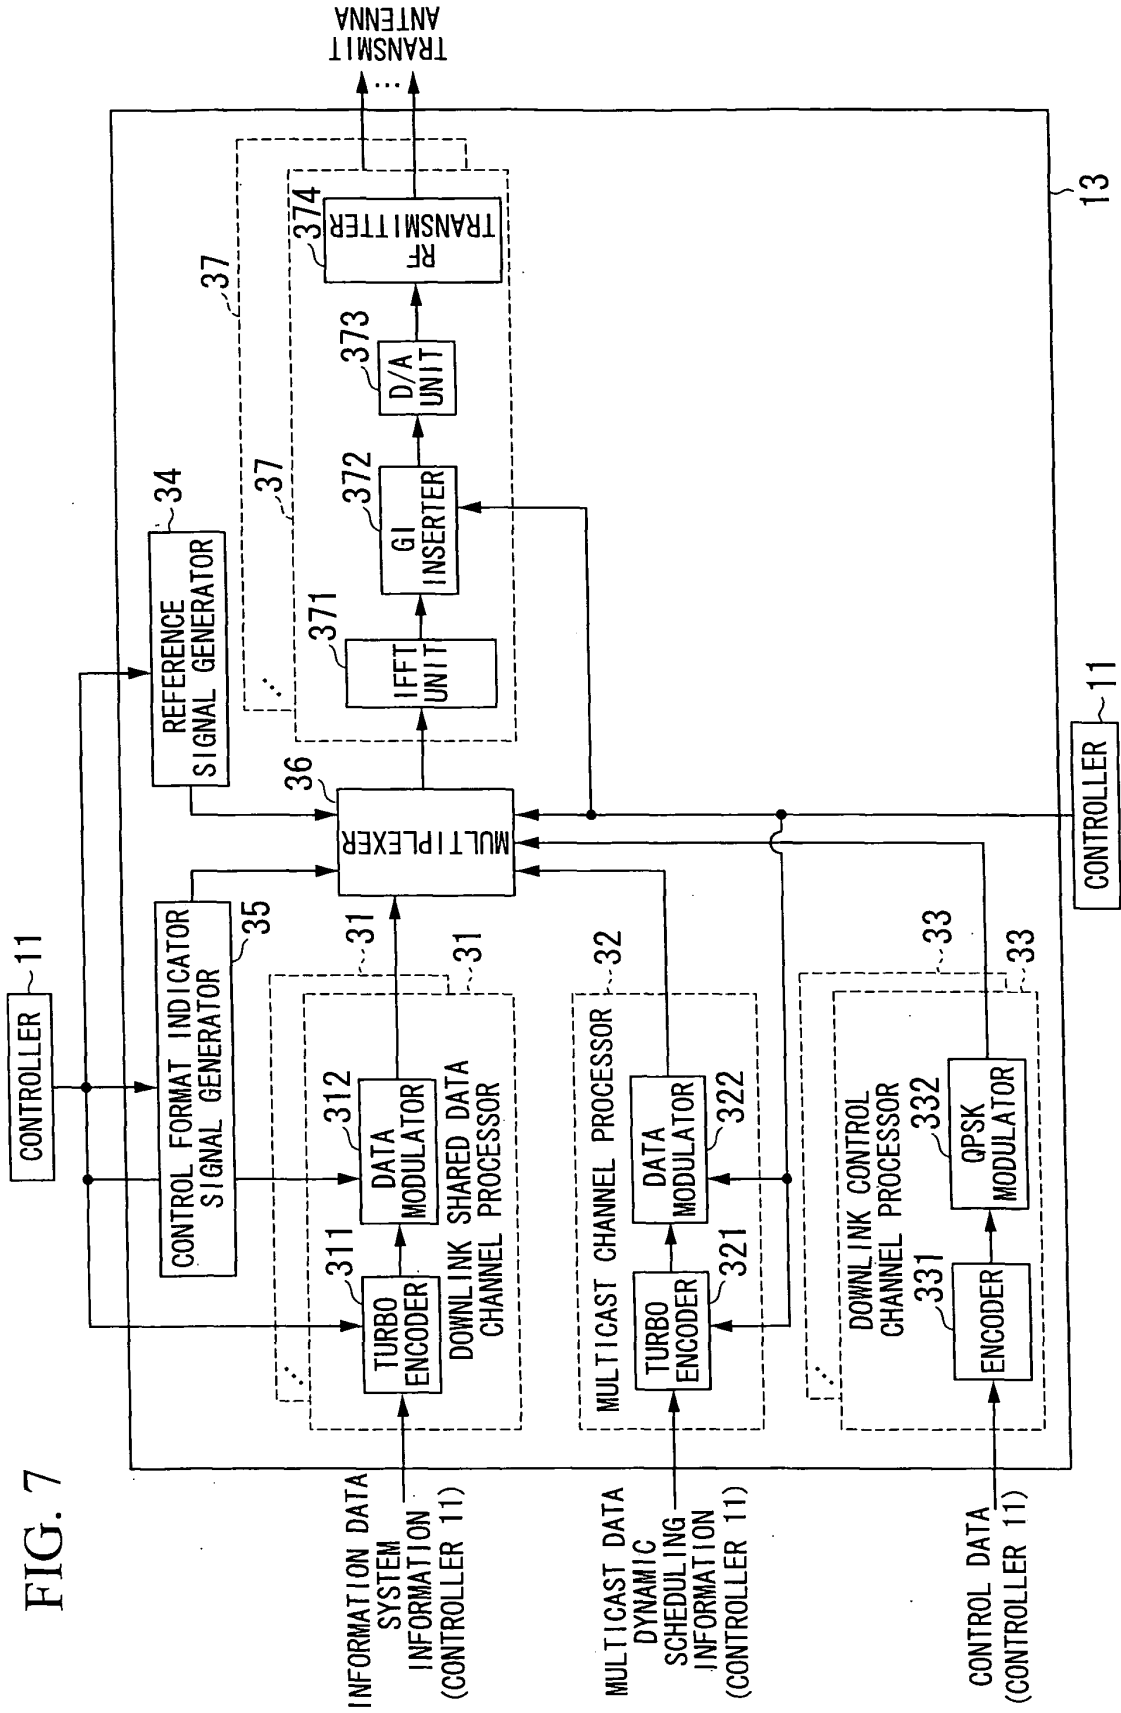 FIG. 7
CONTROLLER
11
CONTROL FORMAT INDICATOR
SIGNAL GENERATOR
35
REFERENCE
SIGNAL GENERATOR
34
INFORMATION DATA
SYSTEM
INFORMATION
(CONTROLLER 11)
311
TURBO
ENCODER
312
DATA
MODULATOR
DOWNLINK SHARED DATA
CHANNEL PROCESSOR
31
31
36
MULTIPLEXER
37
37
371
IFFT
UNIT
372
GI
INSERTER
373
D/A
UNIT
374
RF
TRANSMITTER
TRANSMIT
ANTENNA
MULTICAST DATA
DYNAMIC
SCHEDULING
INFORMATION
(CONTROLLER 11)
MULTICAST CHANNEL PROCESSOR
32
TURBO
ENCODER
321
DATA
MODULATOR
322
CONTROL DATA
(CONTROLLER 11)
DOWNLINK CONTROL
CHANNEL PROCESSOR
33
33
331
ENCODER
332
QPSK
MODULATOR
CONTROLLER
11
13